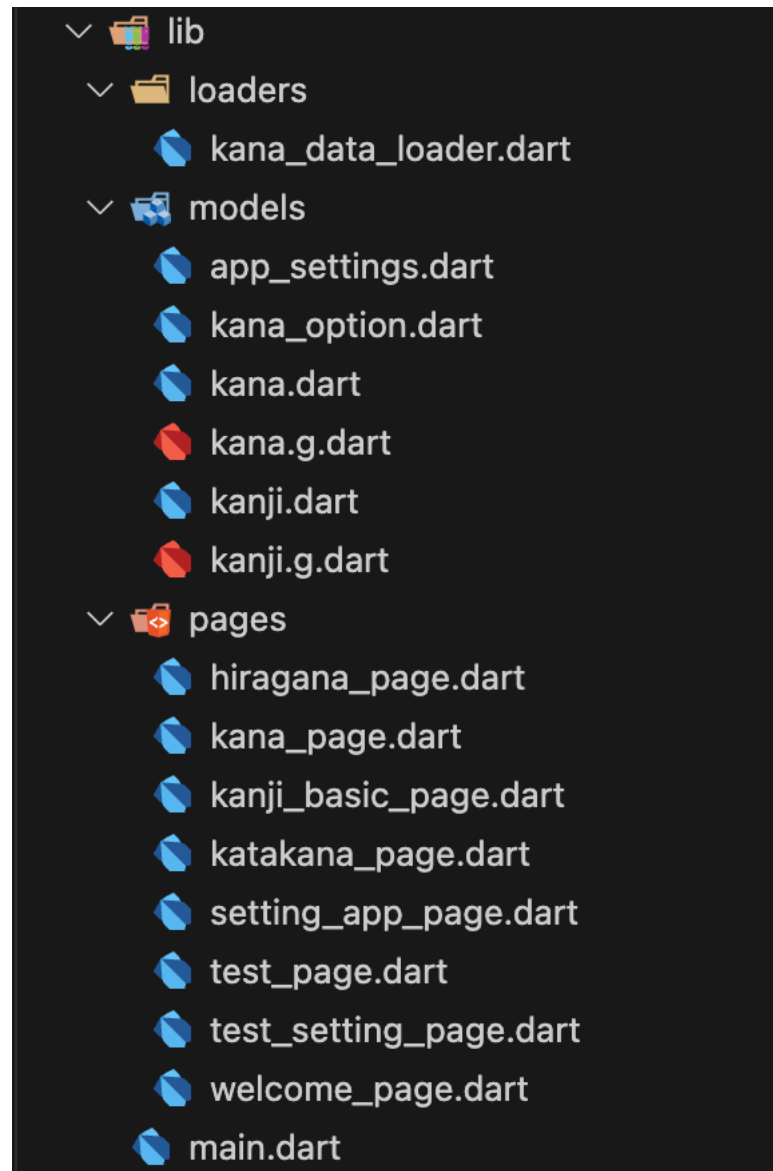 lib
loaders
kana_data_loader.dart
models
app_settings.dart
kana_option.dart
kana.dart
kana.g.dart
kanji.dart
kanji.g.dart
pages
hiragana_page.dart
kana_page.dart
kanji_basic_page.dart
katakana_page.dart
setting_app_page.dart
test_page.dart
test_setting_page.dart
welcome_page.dart
main.dart